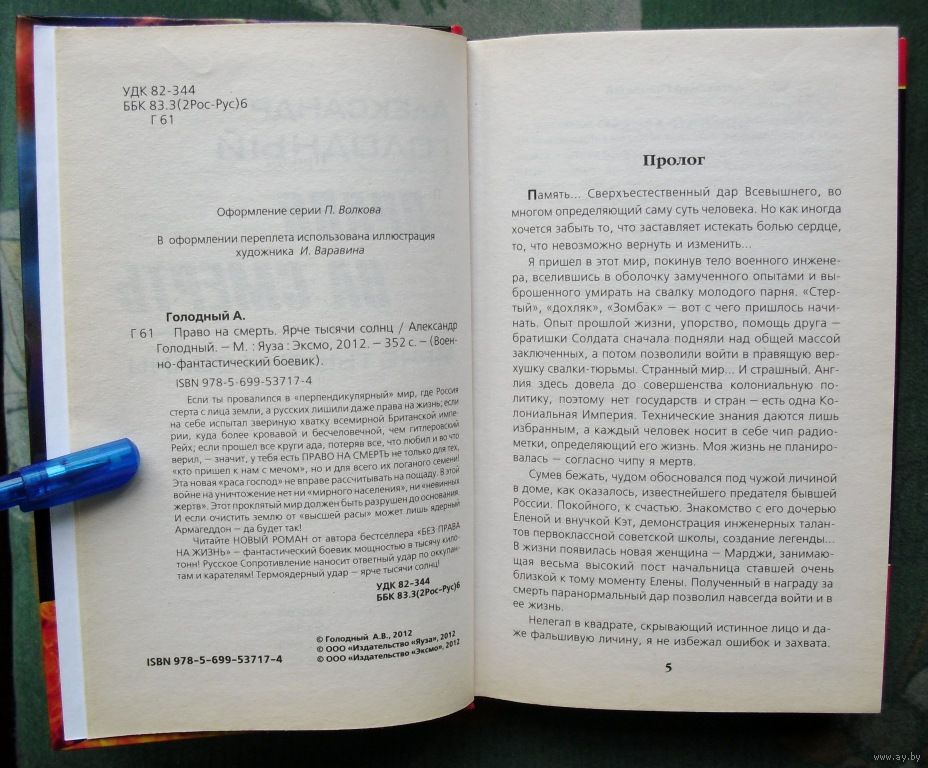 УДК 82-344
ББК 83.3(2Рос-Рус)6
Г 61
Оформление серии П. Волкова
В оформлении переплета использована иллюстрация
художника И. Варавина
Голодный А.
Г 61 Право на смерть. Ярче тысячи солнц / Александр
Голодный. – М. : Яуза : Эксмо, 2012. – 352 с. – (Воен-
но-фантастический боевик).
ISBN 978-5-699-53717-4
Если ты провалился в «перпендикулярный» мир, где Россия
стерта с лица земли, а русских лишили даже права на жизнь; если
на себе испытал звериную хватку всемирной Британской импе-
рии, куда более кровавой и бесчеловечной, чем гитлеровский
Рейх; если прошел все круги ада, потеряв все, что любил и во что
верил, – значит, у тебя есть ПРАВО НА СМЕРТЬ не только для тех,
«кто пришел к нам с мечом», но и для всего их поганого семени!
Эта новая «раса господ» не вправе рассчитывать на пощаду. В этой
войне на уничтожение нет ни «мирного населения», ни «невинных
жертв». Этот проклятый мир должен быть разрушен до основания.
И если очистить землю от «высшей расы» может лишь ядерный
Армагеддон – да будет так!
Читайте НОВЫЙ РОМАН от автора бестселлера «БЕЗ ПРАВА
НА ЖИЗНЬ» – фантастический боевик мощностью в тысячу кило-
тонн! Русское Сопротивление наносит ответный удар по оккупан-
там и карателям! Термоядерный удар – ярче тысячи солнц!
УДК 82-344
ББК 83.3(2Рос-Рус)6
© Голодный А.В., 2012
© ООО «Издательство «Яуза», 2012
ISBN 978-5-699-53717-4 © ООО «Издательство «Эксмо», 2012
Пролог
Память... Сверхъестественный дар Всевышнего, во
многом определяющий саму суть человека. Но как иногда
хочется забыть то, что заставляет истекать болью сердце,
то, что невозможно вернуть и изменить...
Я пришел в этот мир, покинув тело военного инжене-
ра, вселившись в оболочку замученного опытами и вы-
брошенного умирать на свалку молодого парня. «Стер-
тый», «дохляк», «Зомбак» – вот с чего пришлось начи-
нать. Опыт прошлой жизни, упорство, помощь друга –
братишки Солдата сначала подняли над общей массой
заключенных, а потом позволили войти в правящую вер-
хушку свалки-тюрьмы. Странный мир... И страшный. Анг-
лия здесь довела до совершенства колониальную по-
литику, поэтому нет государств и стран – есть одна Ко-
лониальная Империя. Технические знания даются лишь
избранным, а каждый человек носит в себе чип радио-
метки, определяющий его жизнь. Моя жизнь не планиро-
валась – согласно чипу я мертв.
Сумев бежать, чудом обосновался под чужой личиной
в доме, как оказалось, известнейшего предателя бывшей
России. Покойного, к счастью. Знакомство с его дочерью
Еленой и внучкой Кэт, демонстрация инженерных талан-
тов первоклассной советской школы, создание легенды...
В жизни появилась новая женщина – Марджи, занимаю-
щая весьма высокий пост начальница ставшей очень
близкой к тому моменту Елены. Полученный в награду за
смерть паранормальный дар позволил навсегда войти и в
ее жизнь.
Нелегал в квадрате, скрывающий истинное лицо и да-
же фальшивую личину, я не избежал ошибок и захвата.
5
www.ay.by